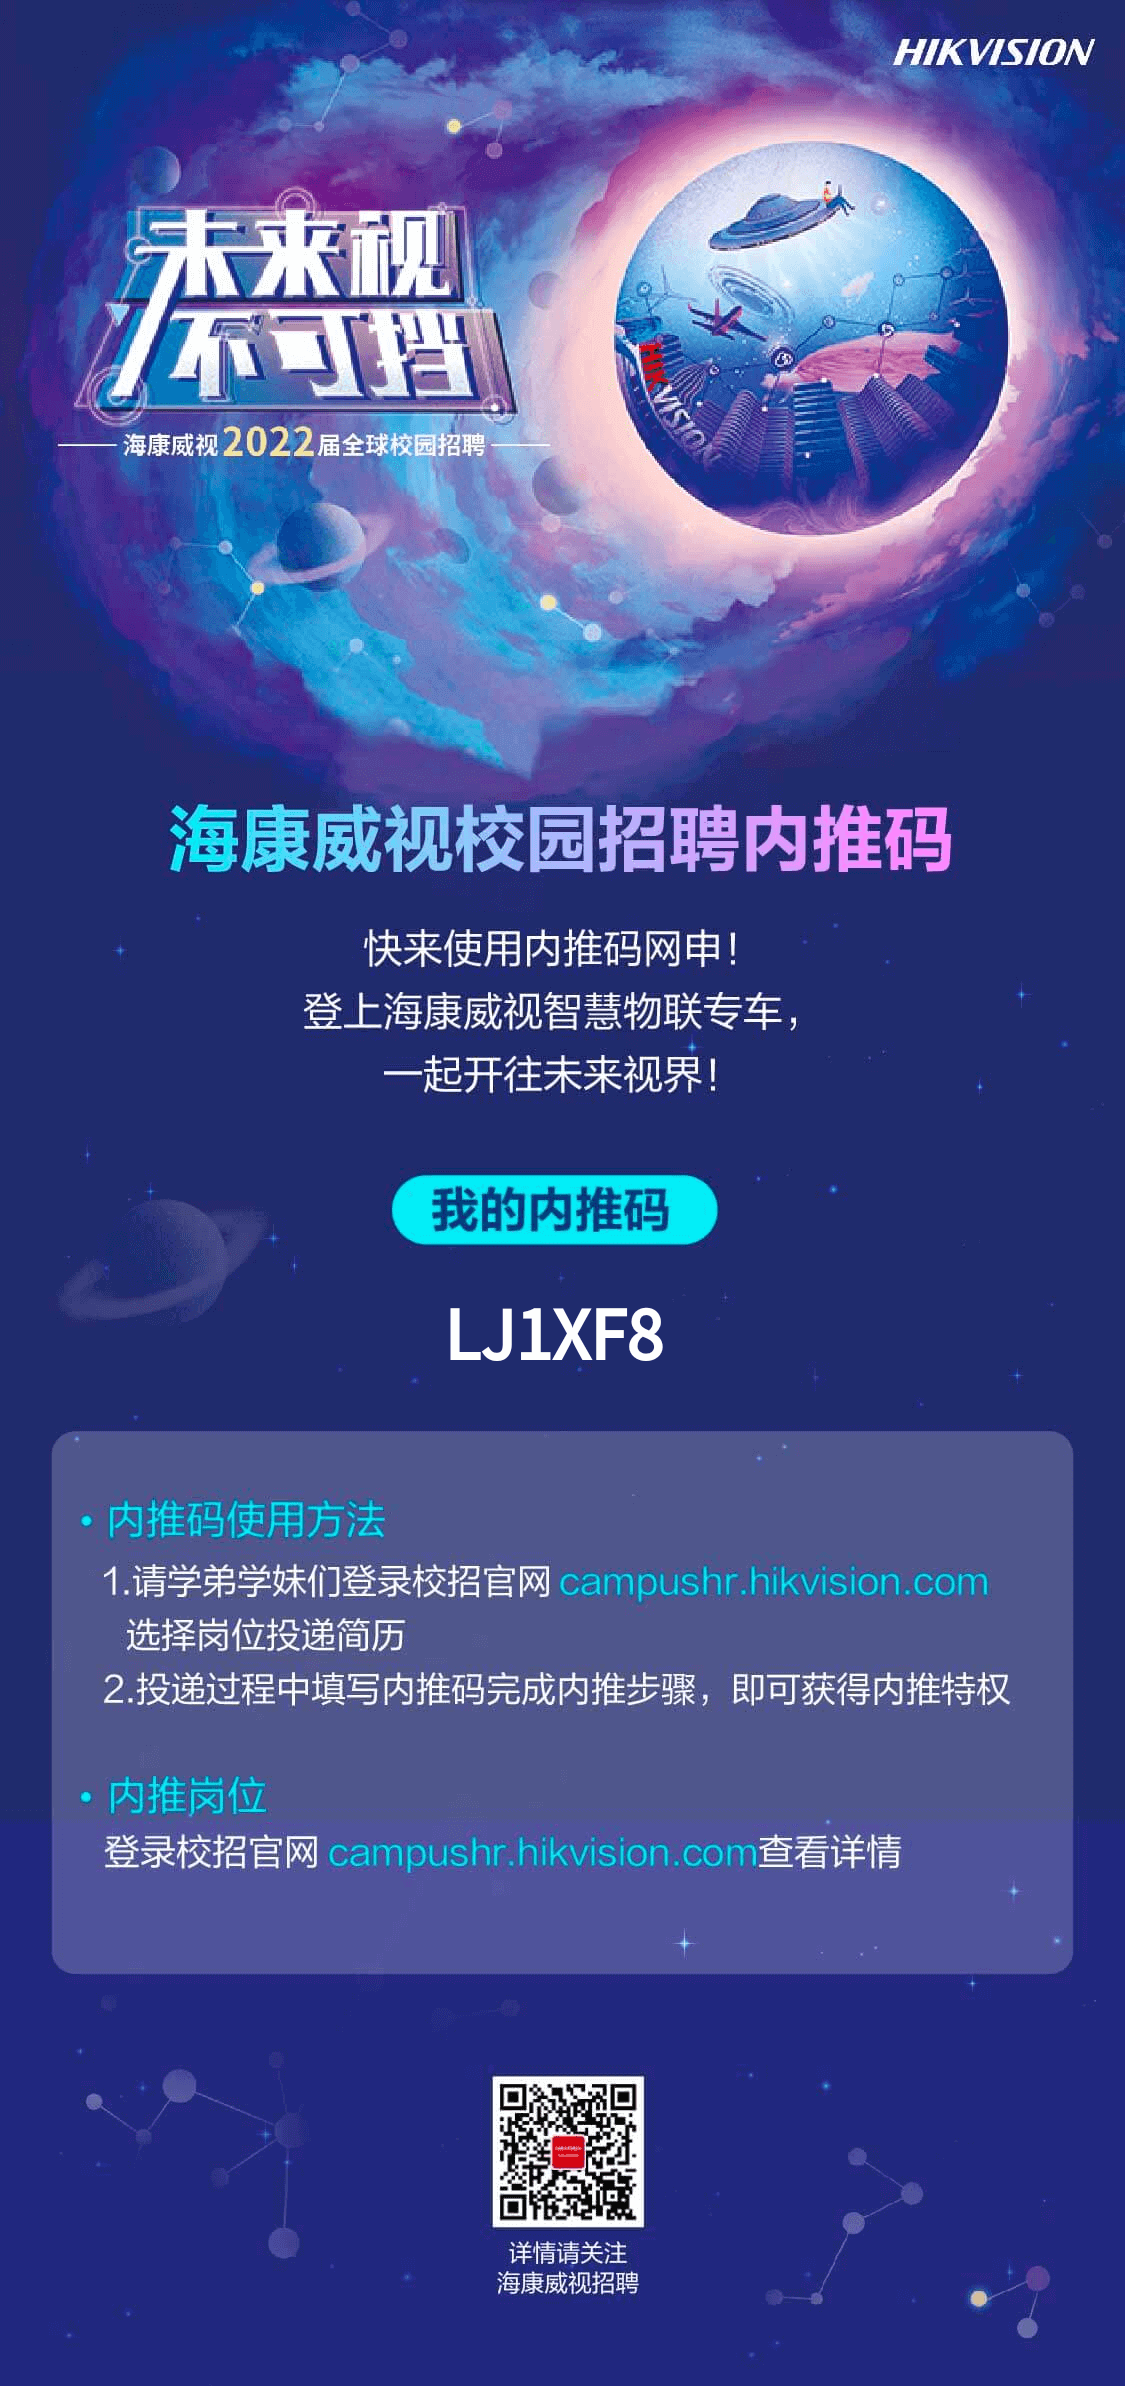 HIKVISION
未来视
不可挡
海康威视2022届全球校园招聘
HIKVISION
海康威视校园招聘内推码
快来使用内推码网申！
登上海康威视智慧物联专车，
一起开往未来视界！
我的内推码
LJ1XF8
• 内推码使用方法
1.请学弟学妹们登录校招官网 campushr.hikvision.com
选择岗位投递简历
2.投递过程中填写内推码完成内推步骤，即可获得内推特权
• 内推岗位
登录校招官网 campushr.hikvision.com查看详情
详情请关注
海康威视招聘